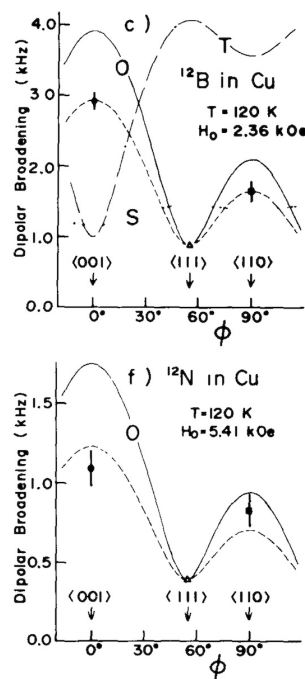 c)
¹²B in Cu
T = 120 K
H₀ = 2.36 kOe
O
T
S
Dipolar Broadening (kHz)
4.0
3.0
2.0
1.0
0.0
⟨001⟩ ⟨111⟩ ⟨110⟩
0° 30° 60° 90°
ϕ
f) ¹²N in Cu
T = 120 K
H₀ = 5.41 kOe
O
Dipolar Broadening (kHz)
1.5
1.0
0.5
0.0
⟨001⟩ ⟨111⟩ ⟨110⟩
0° 30° 60° 90°
ϕ